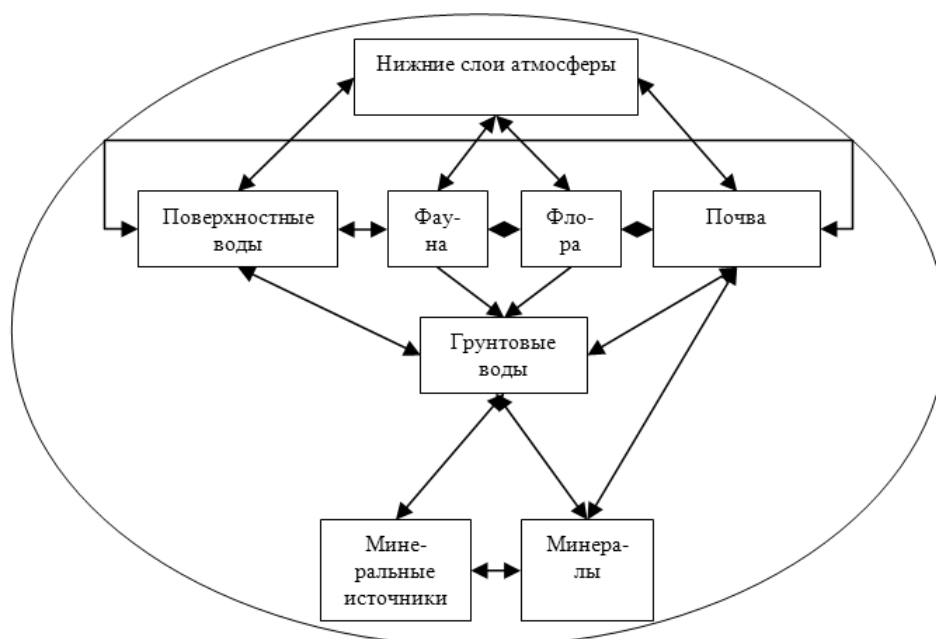 Нижние слои атмосферы
Поверхностные
воды
Фау-
на
Фло-
ра
Почва
Грунтовые
воды
Мине-
ральные
источники
Минера-
лы